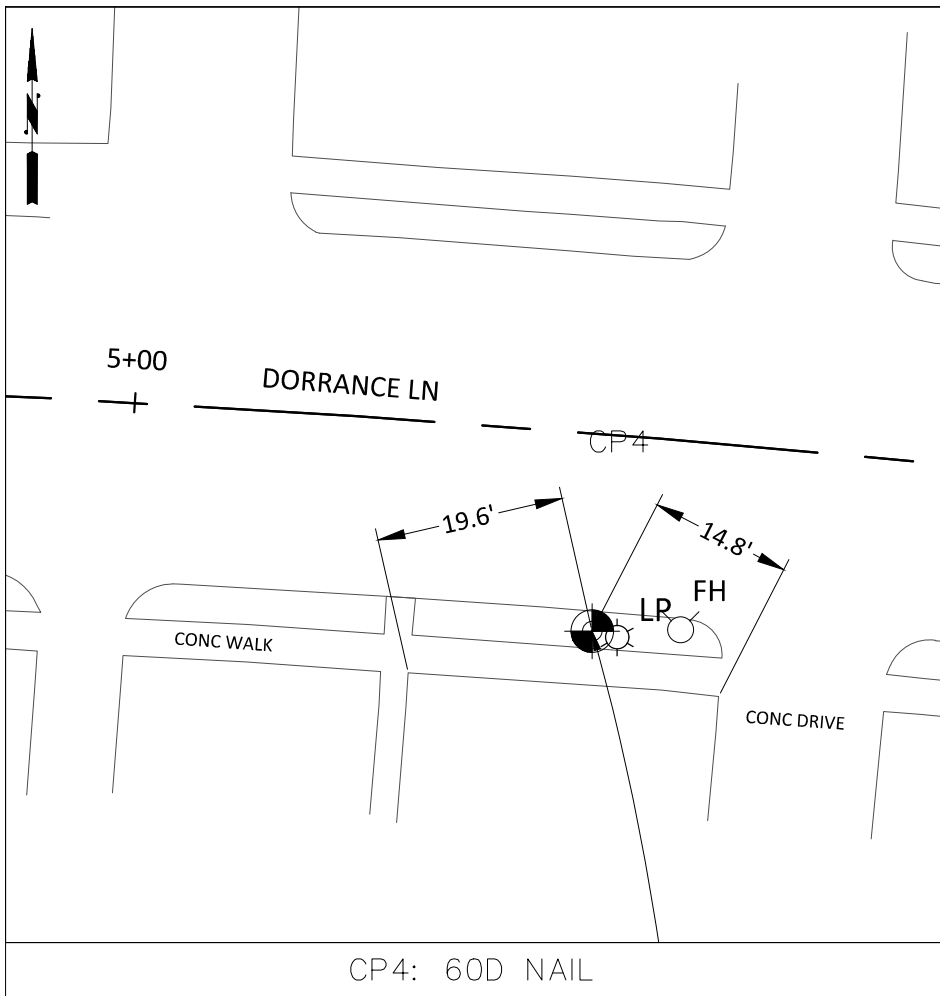 N
5+00
DORRANCE LN
CP4
19.6'
14.8'
LP
FH
CONC WALK
CONC DRIVE
CP4: 60D NAIL